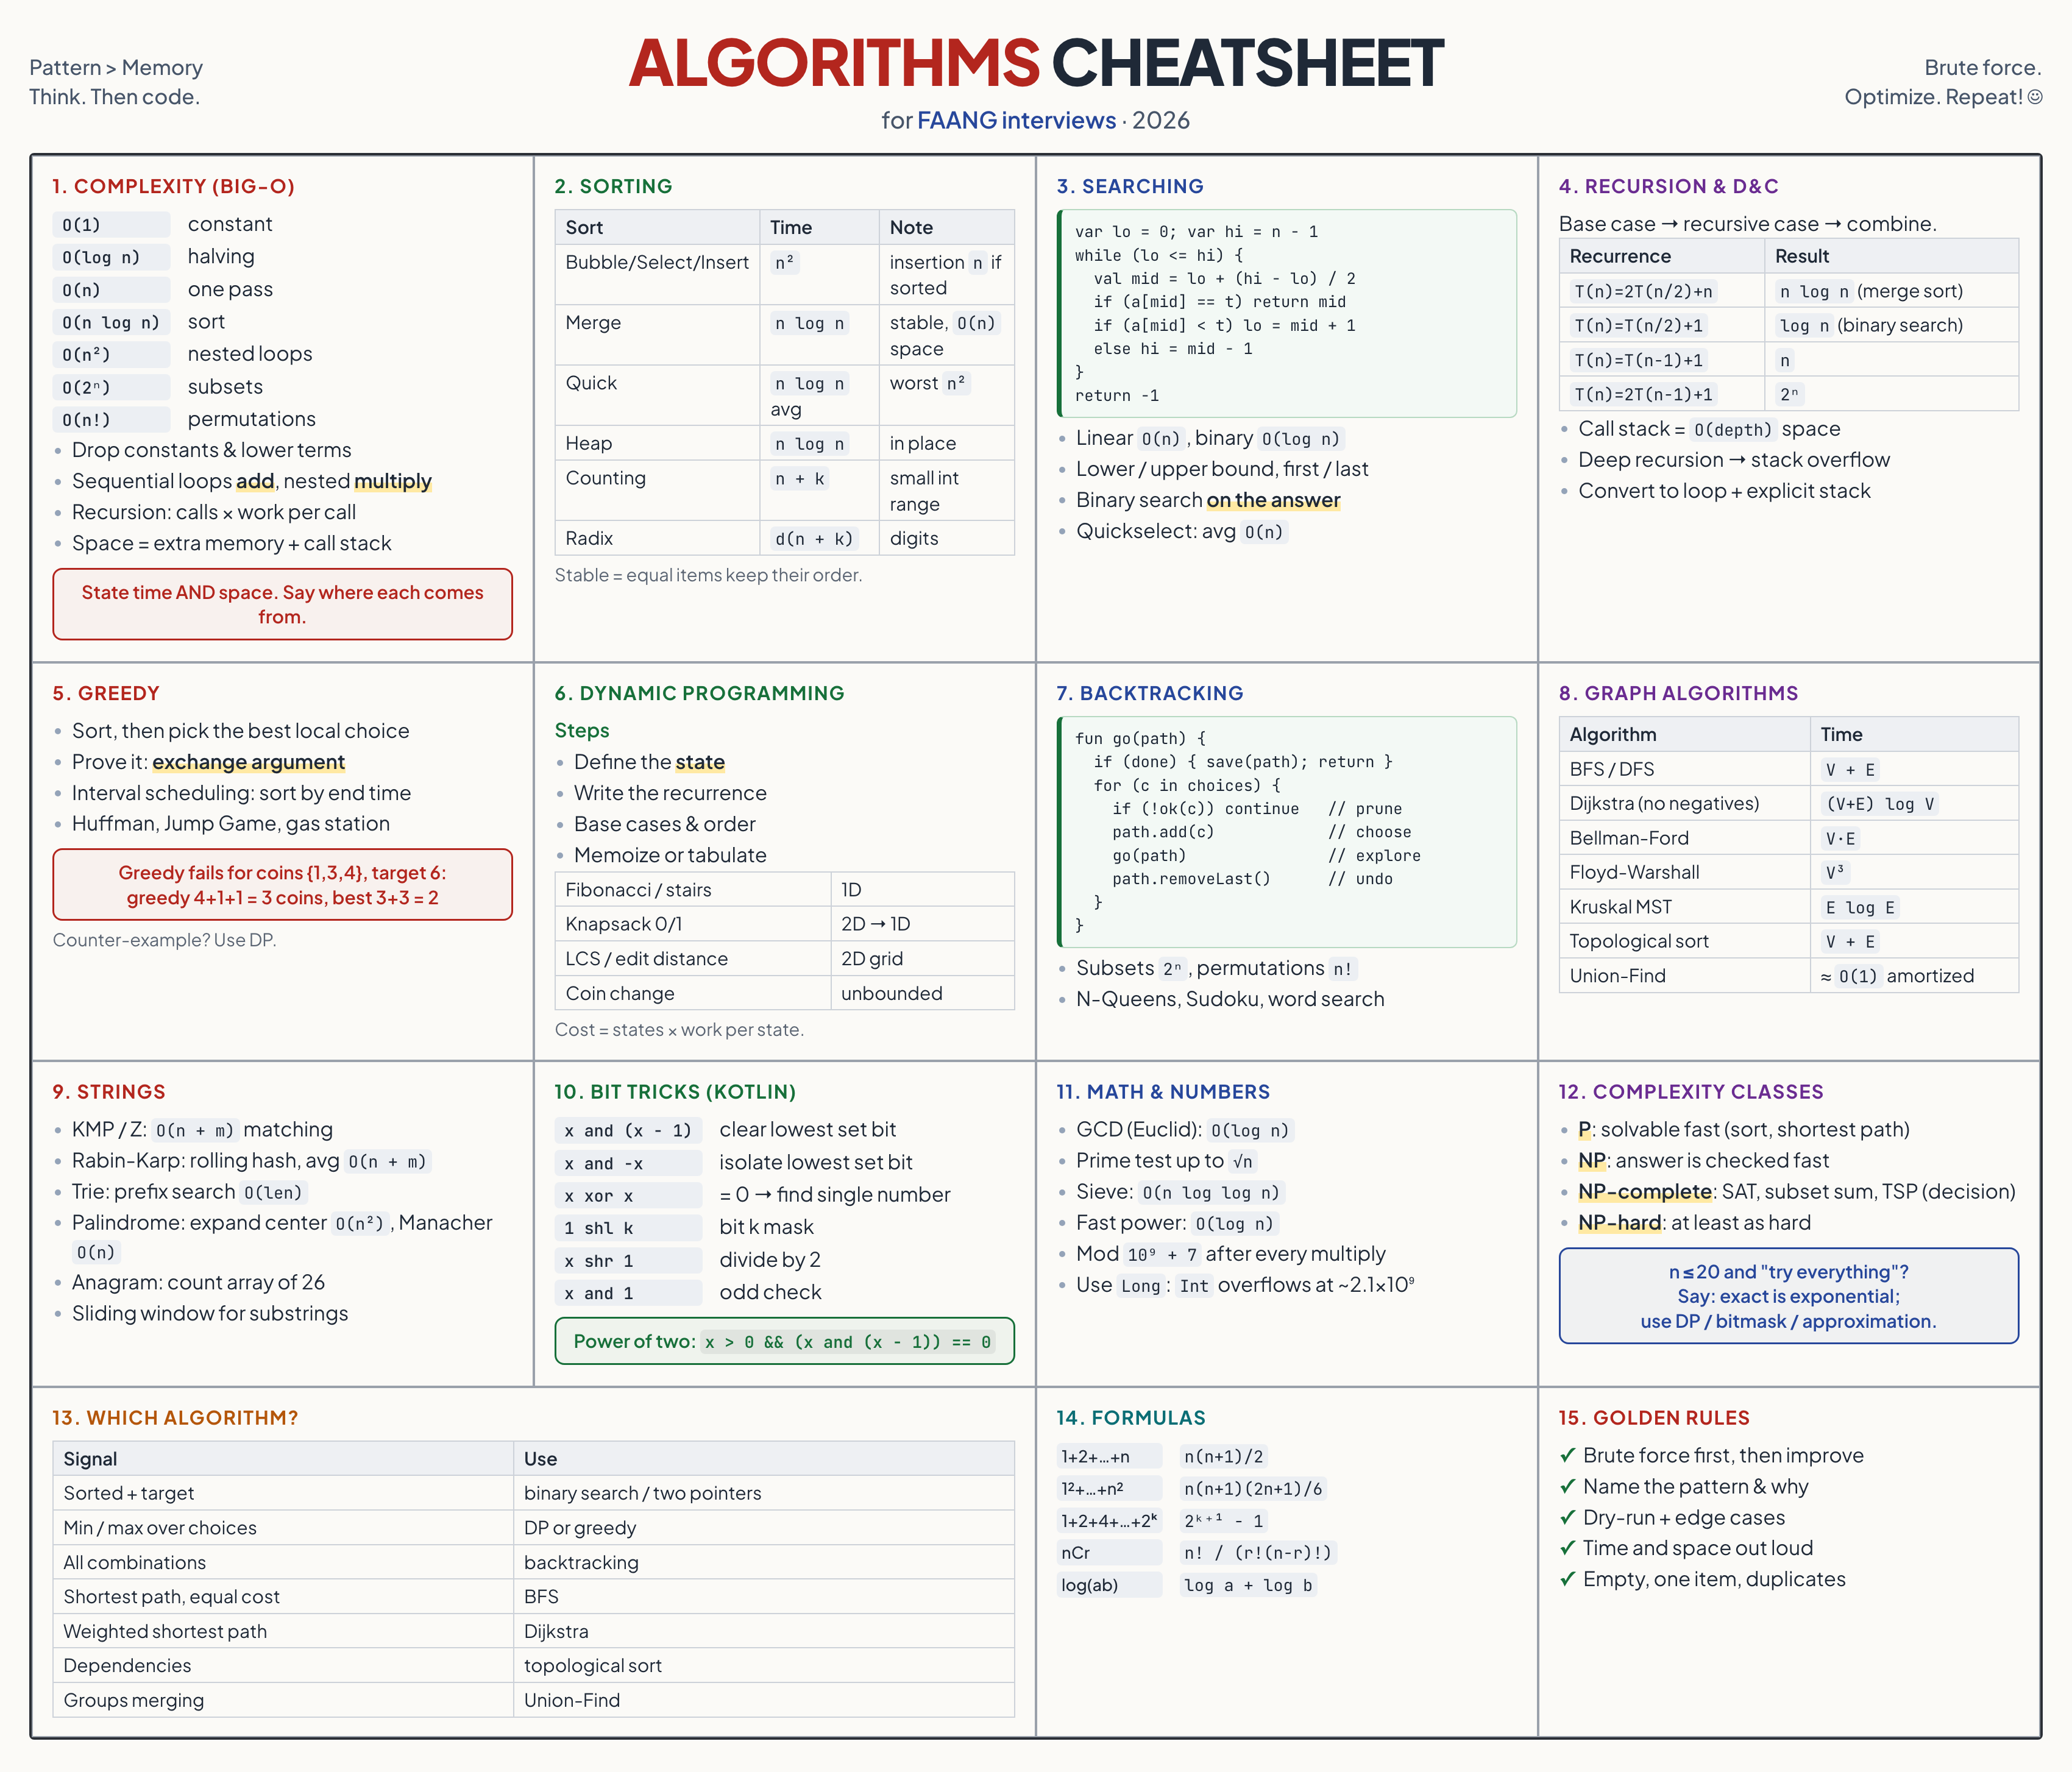 Pattern > Memory
Think. Then code.
ALGORITHMS CHEATSHEET
for FAANG interviews · 2026
Brute force.
Optimize. Repeat! ☺
1. COMPLEXITY (BIG-O)
O(1) constant
O(log n) halving
O(n) one pass
O(n log n) sort
O(n²) nested loops
O(2ⁿ) subsets
O(n!) permutations
• Drop constants & lower terms
• Sequential loops add, nested multiply
• Recursion: calls × work per call
• Space = extra memory + call stack
State time AND space. Say where each comes
from.
2. SORTING
Sort Time Note
Bubble/Select/Insert n² insertion n if
sorted
Merge n log n stable, O(n)
space
Quick n log n worst n²
avg
Heap n log n in place
Counting n + k small int
range
Radix d(n + k) digits
Stable = equal items keep their order.
3. SEARCHING
var lo = 0; var hi = n - 1
while (lo <= hi) {
  val mid = lo + (hi - lo) / 2
  if (a[mid] == t) return mid
  if (a[mid] < t) lo = mid + 1
  else hi = mid - 1
}
return -1
• Linear O(n), binary O(log n)
• Lower / upper bound, first / last
• Binary search on the answer
• Quickselect: avg O(n)
4. RECURSION & D&C
Base case → recursive case → combine.
Recurrence Result
T(n)=2T(n/2)+n n log n (merge sort)
T(n)=T(n/2)+1 log n (binary search)
T(n)=T(n-1)+1 n
T(n)=2T(n-1)+1 2ⁿ
• Call stack = O(depth) space
• Deep recursion → stack overflow
• Convert to loop + explicit stack
5. GREEDY
• Sort, then pick the best local choice
• Prove it: exchange argument
• Interval scheduling: sort by end time
• Huffman, Jump Game, gas station
Greedy fails for coins {1,3,4}, target 6:
greedy 4+1+1 = 3 coins, best 3+3 = 2
Counter-example? Use DP.
6. DYNAMIC PROGRAMMING
Steps
• Define the state
• Write the recurrence
• Base cases & order
• Memoize or tabulate
Fibonacci / stairs 1D
Knapsack 0/1 2D → 1D
LCS / edit distance 2D grid
Coin change unbounded
Cost = states × work per state.
7. BACKTRACKING
fun go(path) {
  if (done) { save(path); return }
  for (c in choices) {
    if (!ok(c)) continue   // prune
    path.add(c)            // choose
    go(path)               // explore
    path.removeLast()      // undo
  }
}
• Subsets 2ⁿ, permutations n!
• N-Queens, Sudoku, word search
8. GRAPH ALGORITHMS
Algorithm Time
BFS / DFS V + E
Dijkstra (no negatives) (V+E) log V
Bellman-Ford V·E
Floyd-Warshall V³
Kruskal MST E log E
Topological sort V + E
Union-Find ≈ O(1) amortized
9. STRINGS
• KMP / Z: O(n + m) matching
• Rabin-Karp: rolling hash, avg O(n + m)
• Trie: prefix search O(len)
• Palindrome: expand center O(n²), Manacher
O(n)
• Anagram: count array of 26
• Sliding window for substrings
10. BIT TRICKS (KOTLIN)
x and (x - 1) clear lowest set bit
x and -x isolate lowest set bit
x xor x = 0 → find single number
1 shl k bit k mask
x shr 1 divide by 2
x and 1 odd check
Power of two: x > 0 && (x and (x - 1)) == 0
11. MATH & NUMBERS
• GCD (Euclid): O(log n)
• Prime test up to √n
• Sieve: O(n log log n)
• Fast power: O(log n)
• Mod 10⁹ + 7 after every multiply
• Use Long: Int overflows at ~2.1×10⁹
12. COMPLEXITY CLASSES
• P: solvable fast (sort, shortest path)
• NP: answer is checked fast
• NP-complete: SAT, subset sum, TSP (decision)
• NP-hard: at least as hard
n ≤ 20 and "try everything"?
Say: exact is exponential;
use DP / bitmask / approximation.
13. WHICH ALGORITHM?
Signal Use
Sorted + target binary search / two pointers
Min / max over choices DP or greedy
All combinations backtracking
Shortest path, equal cost BFS
Weighted shortest path Dijkstra
Dependencies topological sort
Groups merging Union-Find
14. FORMULAS
1+2+…+n n(n+1)/2
1²+…+n² n(n+1)(2n+1)/6
1+2+4+…+2ᵏ 2ᵏ⁺¹ - 1
nCr n! / (r!(n-r)!)
log(ab) log a + log b
15. GOLDEN RULES
✓ Brute force first, then improve
✓ Name the pattern & why
✓ Dry-run + edge cases
✓ Time and space out loud
✓ Empty, one item, duplicates